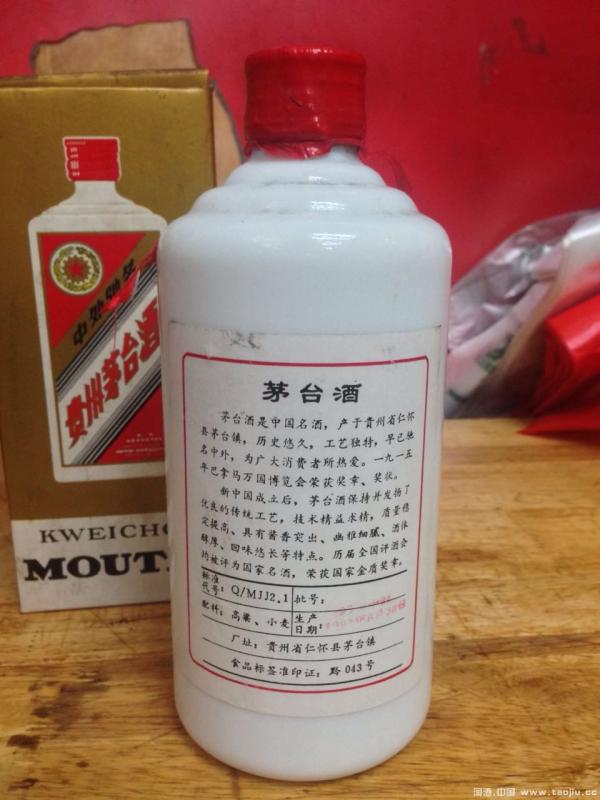 中外驰名
贵州茅台酒
KWEICHO
MOUT
茅台酒
茅台酒是中国名酒，产于贵州省仁怀
县茅台镇，历史悠久，工艺独特，早已驰
名中外，为广大消费者所热爱。一九一五
年巴拿马万国博览会荣获奖章、奖状。
新中国成立后，茅台酒保持并发扬了
优良的传统工艺，技术精益求精，质量稳
定提高、具有酱香突出、幽雅细腻、酒体
醇厚、回味悠长等特点。历届全国评酒会
均被评为国家名酒，荣获国家金质奖章。
标准代号：Q/MJJ2.1 批号：
配料：高粱、小麦 生产日期：
厂址：贵州省仁怀县茅台镇
食品标签准印证：黔043号
淘酒.中国 www.taojiu.cc